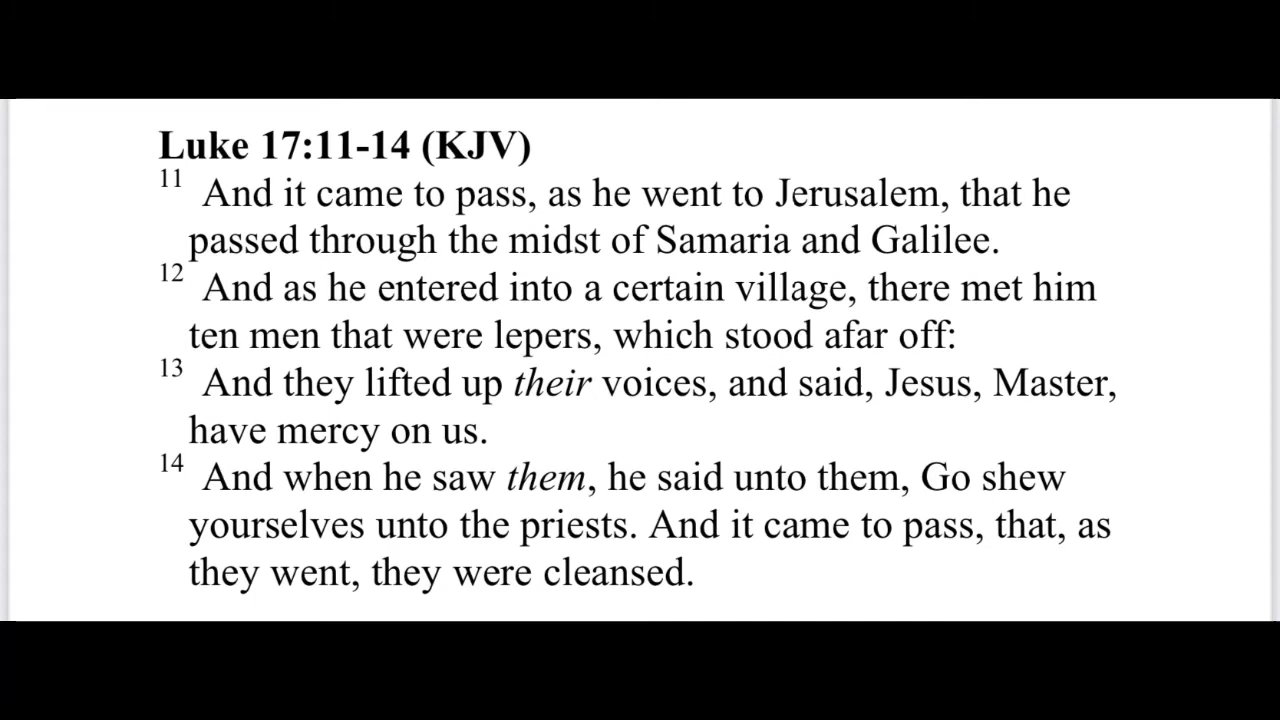 Luke 17:11-14 (KJV)
11 And it came to pass, as he went to Jerusalem, that he
passed through the midst of Samaria and Galilee.
12 And as he entered into a certain village, there met him
ten men that were lepers, which stood afar off:
13 And they lifted up their voices, and said, Jesus, Master,
have mercy on us.
14 And when he saw them, he said unto them, Go shew
yourselves unto the priests. And it came to pass, that, as
they went, they were cleansed.